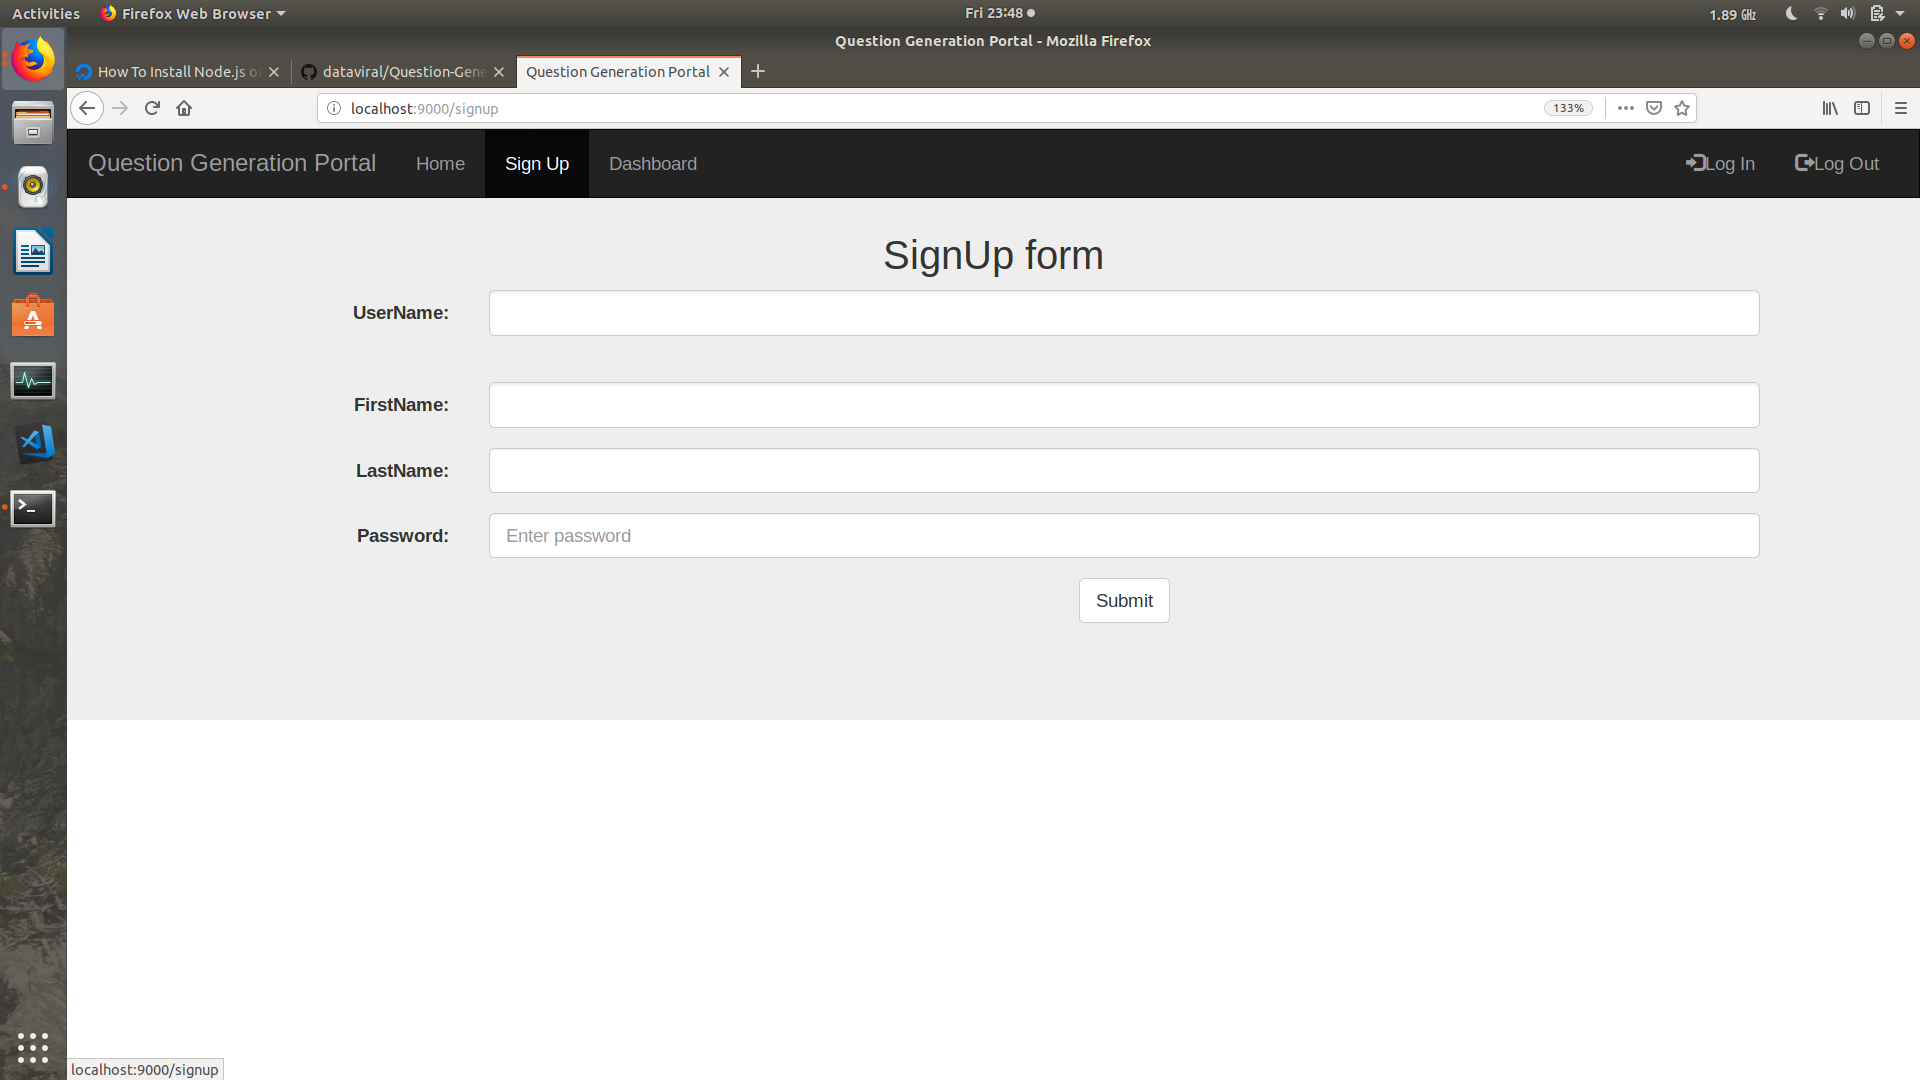 Activities Firefox Web Browser Fri 23:48 1.89 GHz
Question Generation Portal - Mozilla Firefox
How To Install Node.js o dataviral/Question-Gene Question Generation Portal
localhost:9000/signup 133%
Question Generation Portal Home Sign Up Dashboard Log In Log Out
SignUp form
UserName:
FirstName:
LastName:
Password: Enter password
Submit
localhost:9000/signup